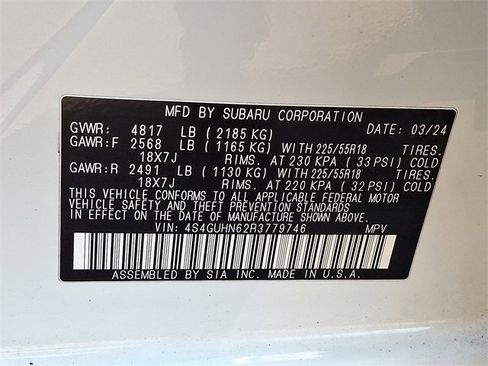 MFD BY SUBARU CORPORATION DATE: 03/24
GVWR: 4817 LB ( 2185 KG)
GAWR:F 2568 LB ( 1165 KG) WITH 225/55R18 TIRES.
18X7J RIMS. AT 230 KPA ( 33 PSI) COLD
GAWR:R 2491 LB ( 1130 KG) WITH 225/55R18 TIRES.
18X7J RIMS. AT 220 KPA ( 32 PSI) COLD
THIS VEHICLE CONFORMS TO ALL APPLICABLE FEDERAL MOTOR
VEHICLE SAFETY AND THEFT PREVENTION STANDARDS
IN EFFECT ON THE DATE OF MANUFACTURE SHOWN ABOVE.
VIN: 4S4GUHN62R3779746 MPV
ASSEMBLED BY SIA INC. MADE IN U.S.A.